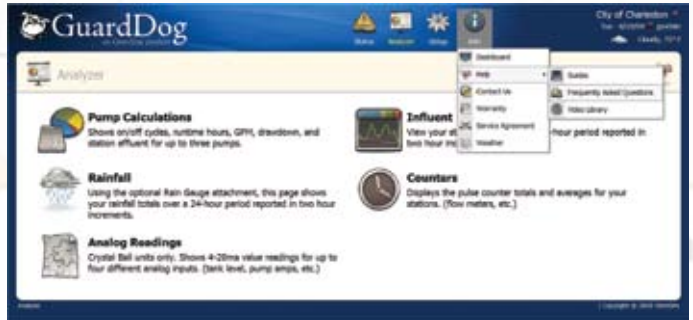 GuardDog
City of Charleston
Status Analyzer Setup Info
Cloudy, 72°F
Analyzer
Dashboard
Help
Contact Us
Warranty
Service Agreement
Weather
Guides
Frequently Asked Questions
Video Library
Pump Calculations
Shows on/off cycles, runtime hours, GPM, drawdown, and
station effluent for up to three pumps.
Influent
View your
-hour period reported in
two hour
Rainfall
Using the optional Rain Gauge attachment, this page shows
your rainfall totals over a 24-hour period reported in two hour
increments.
Counters
Displays the pulse counter totals and averages for your
stations. (flow meters, etc.)
Analog Readings
Crystal Ball units only. Shows 4-20ma value readings for up to
four different analog inputs. (tank level, pump amps, etc.)
Analyzer